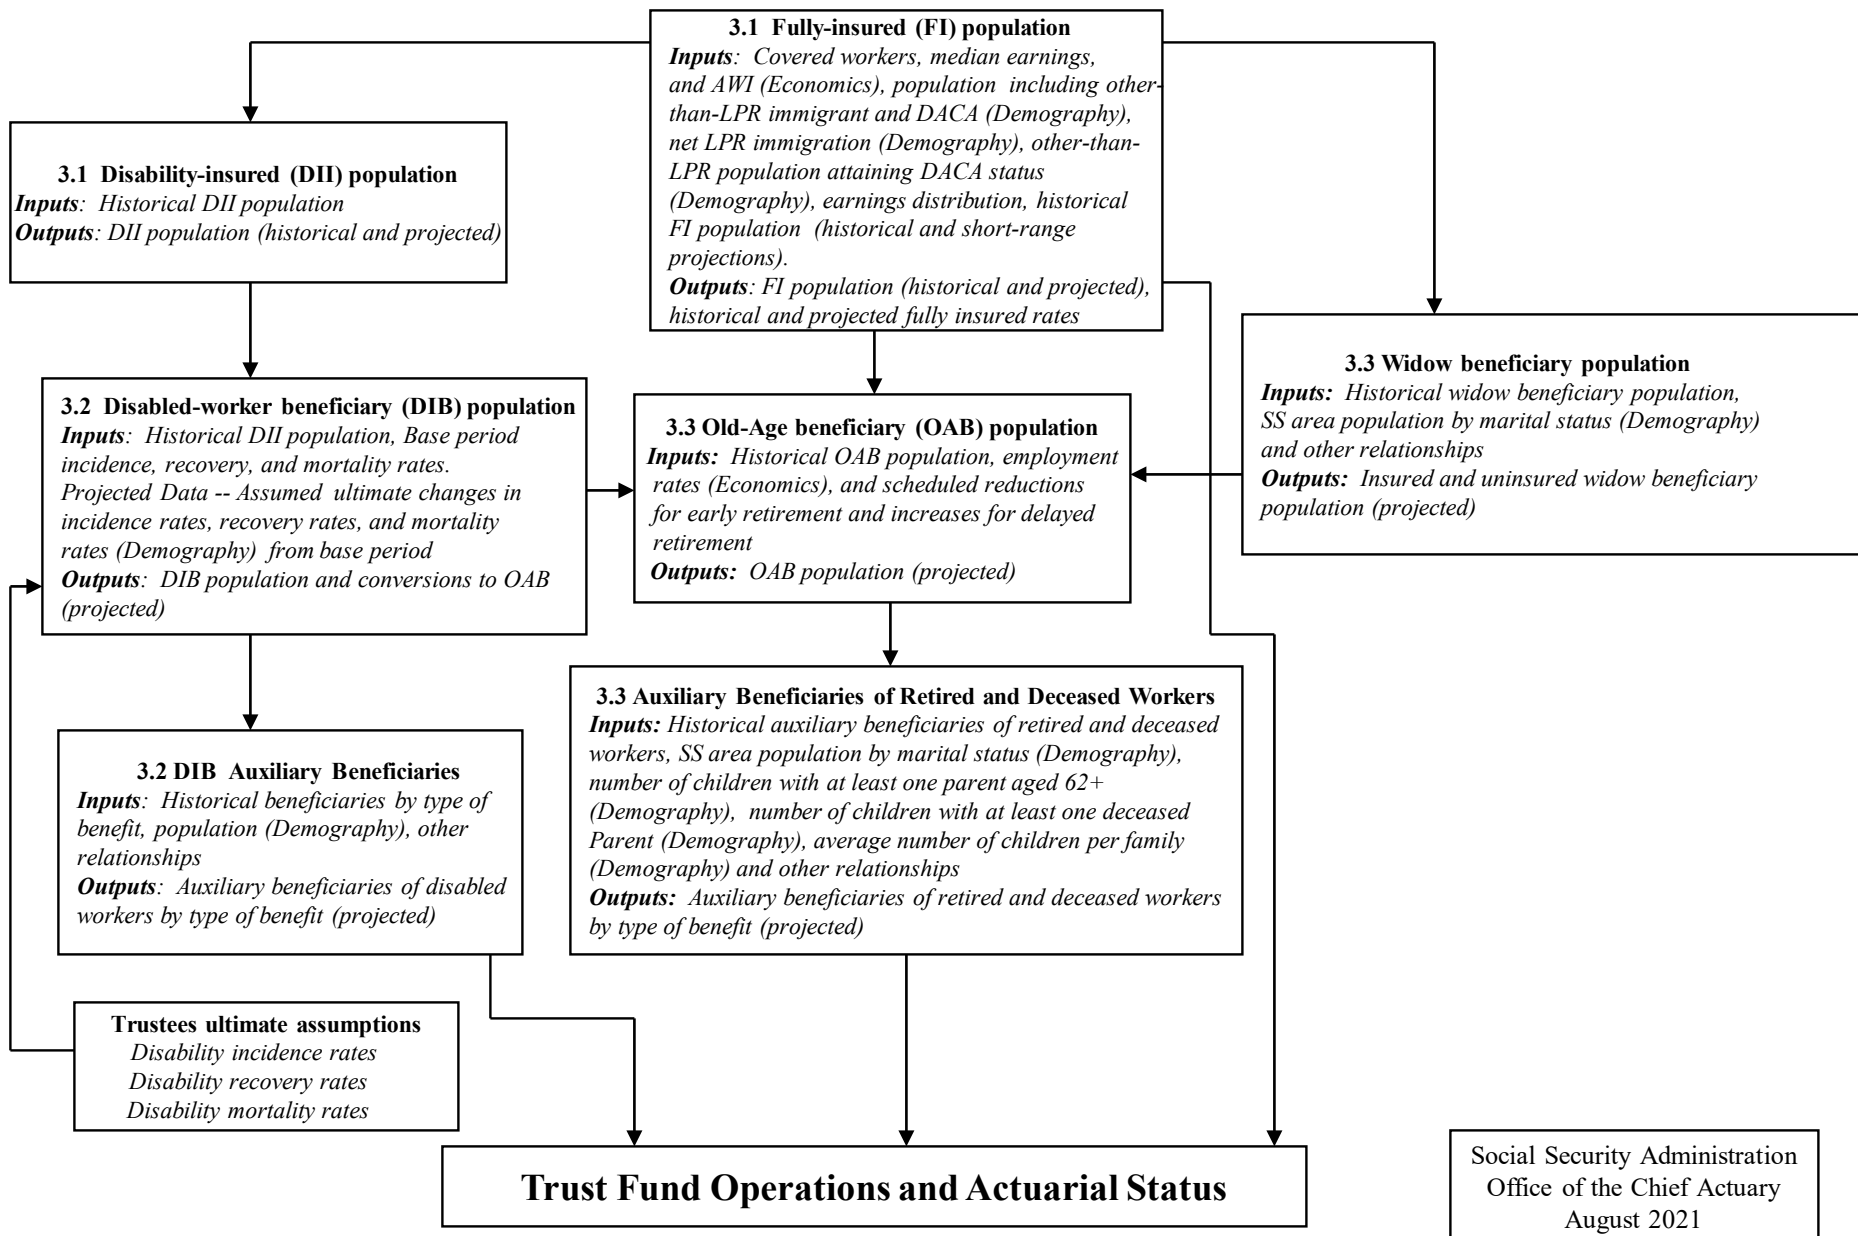 3.1 Fully-insured (FI) population
Inputs: Covered workers, median earnings,
and AWI (Economics), population including other-
than-LPR immigrant and DACA (Demography),
net LPR immigration (Demography), other-than-
LPR population attaining DACA status
(Demography), earnings distribution, historical
FI population (historical and short-range
projections).
Outputs: FI population (historical and projected),
historical and projected fully insured rates
3.1 Disability-insured (DII) population
Inputs: Historical DII population
Outputs: DII population (historical and projected)
3.2 Disabled-worker beneficiary (DIB) population
Inputs: Historical DII population, Base period
incidence, recovery, and mortality rates.
Projected Data -- Assumed ultimate changes in
incidence rates, recovery rates, and mortality
rates (Demography) from base period
Outputs: DIB population and conversions to OAB
(projected)
3.3 Old-Age beneficiary (OAB) population
Inputs: Historical OAB population, employment
rates (Economics), and scheduled reductions
for early retirement and increases for delayed
retirement
Outputs: OAB population (projected)
3.3 Widow beneficiary population
Inputs: Historical widow beneficiary population,
SS area population by marital status (Demography)
and other relationships
Outputs: Insured and uninsured widow beneficiary
population (projected)
3.2 DIB Auxiliary Beneficiaries
Inputs: Historical beneficiaries by type of
benefit, population (Demography), other
relationships
Outputs: Auxiliary beneficiaries of disabled
workers by type of benefit (projected)
3.3 Auxiliary Beneficiaries of Retired and Deceased Workers
Inputs: Historical auxiliary beneficiaries of retired and deceased
workers, SS area population by marital status (Demography),
number of children with at least one parent aged 62+
(Demography), number of children with at least one deceased
Parent (Demography), average number of children per family
(Demography) and other relationships
Outputs: Auxiliary beneficiaries of retired and deceased workers
by type of benefit (projected)
Trustees ultimate assumptions
Disability incidence rates
Disability recovery rates
Disability mortality rates
Trust Fund Operations and Actuarial Status
Social Security Administration
Office of the Chief Actuary
August 2021